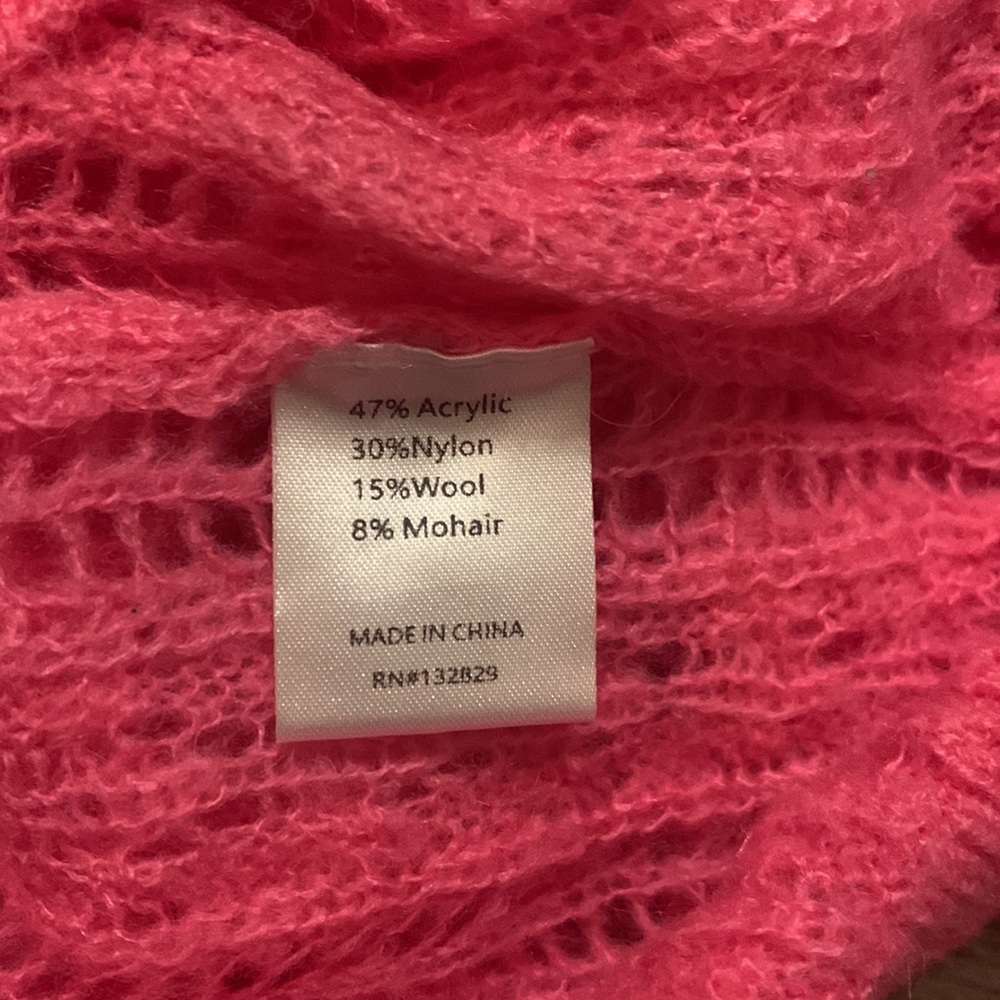 47% Acrylic
30%Nylon
15%Wool
8% Mohair
MADE IN CHINA
RN#132829